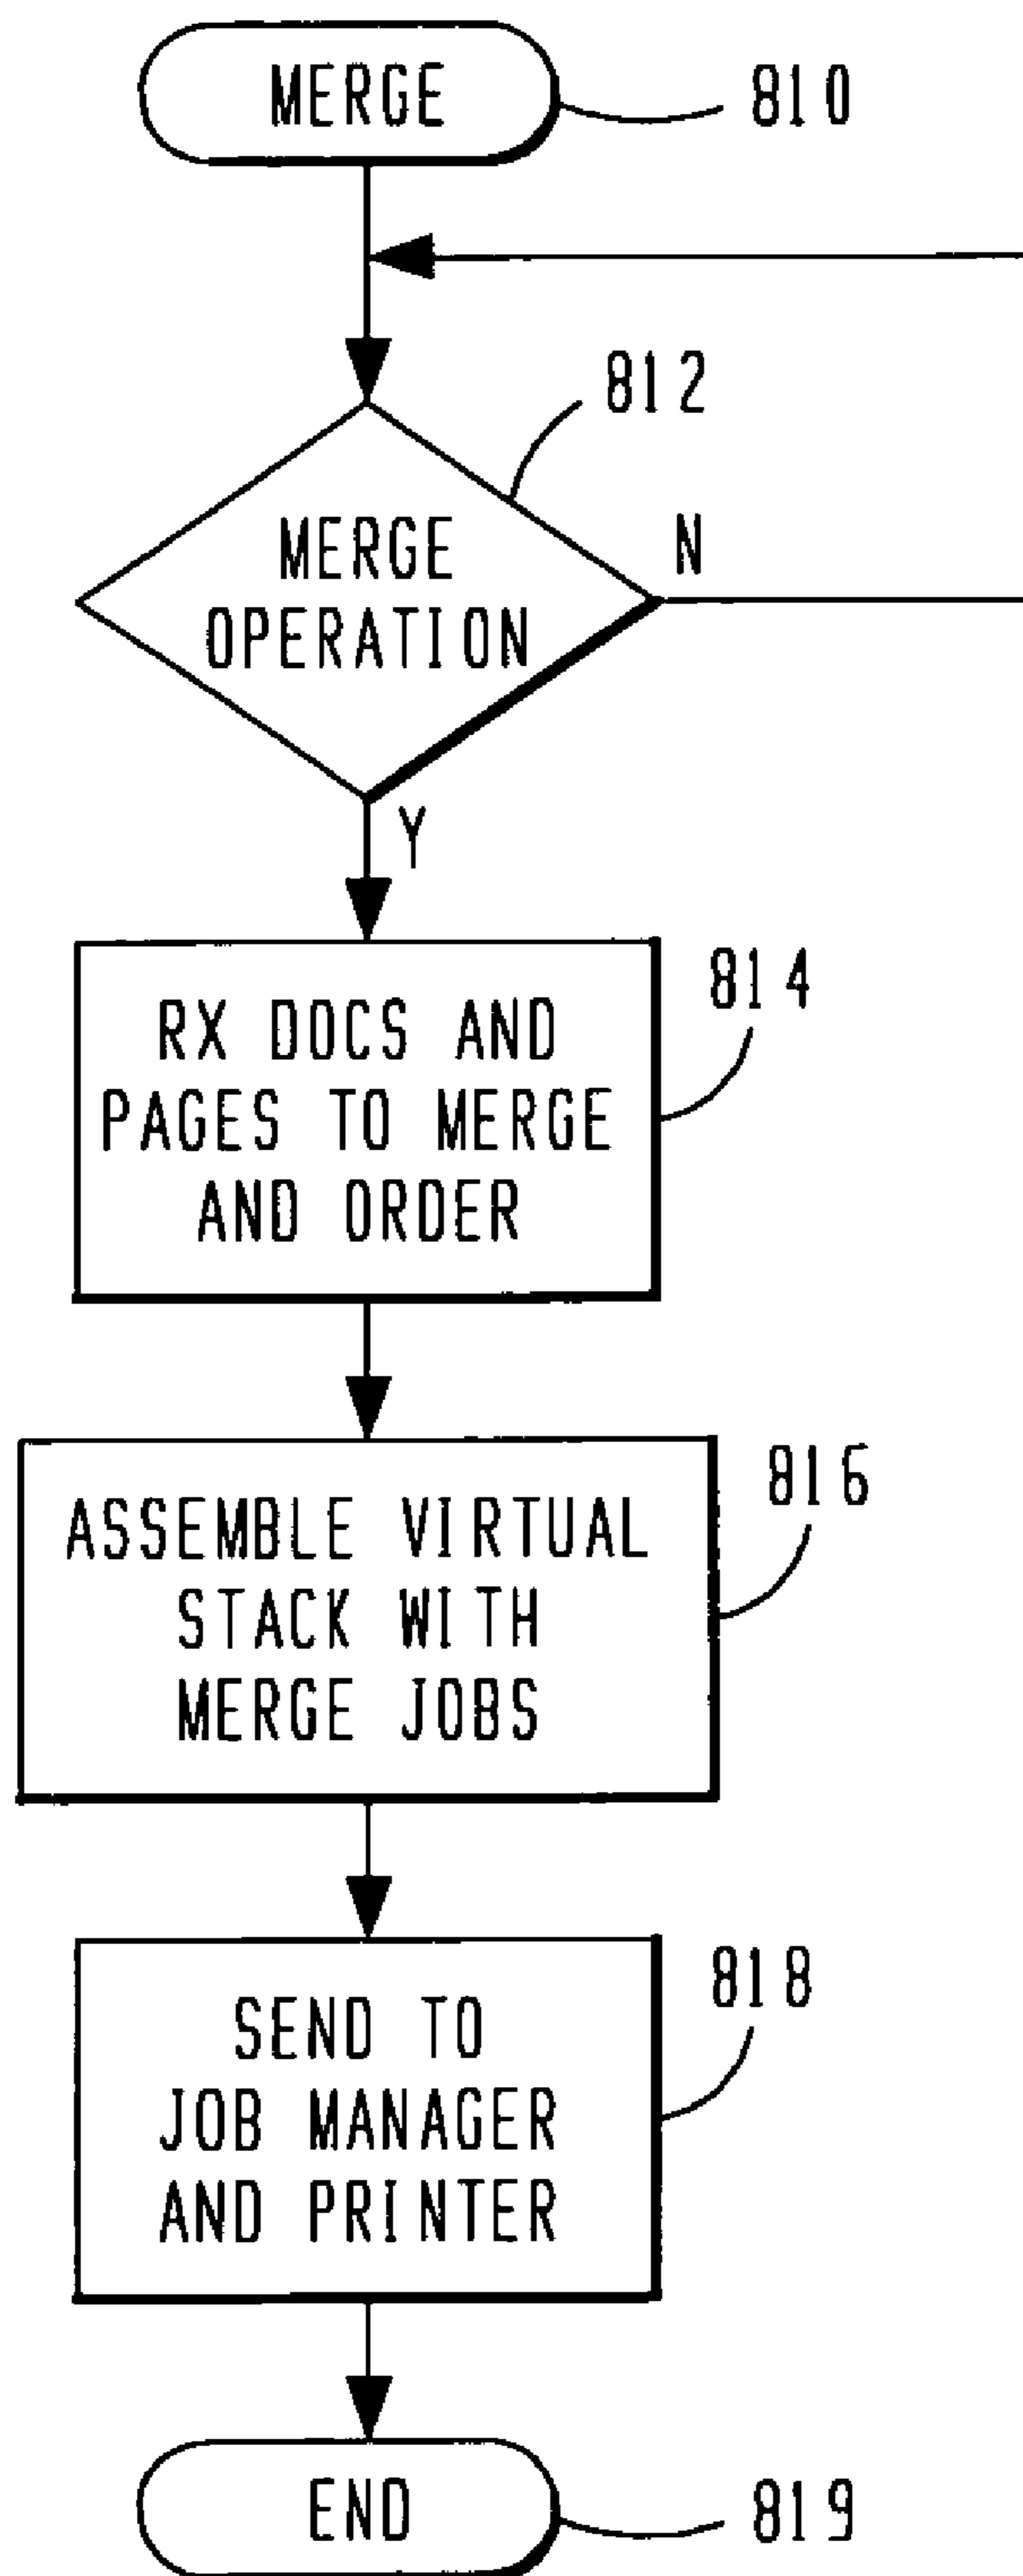 MERGE
810
812
MERGE
OPERATION
N
Y
814
RX DOCS AND
PAGES TO MERGE
AND ORDER
816
ASSEMBLE VIRTUAL
STACK WITH
MERGE JOBS
818
SEND TO
JOB MANAGER
AND PRINTER
END
819